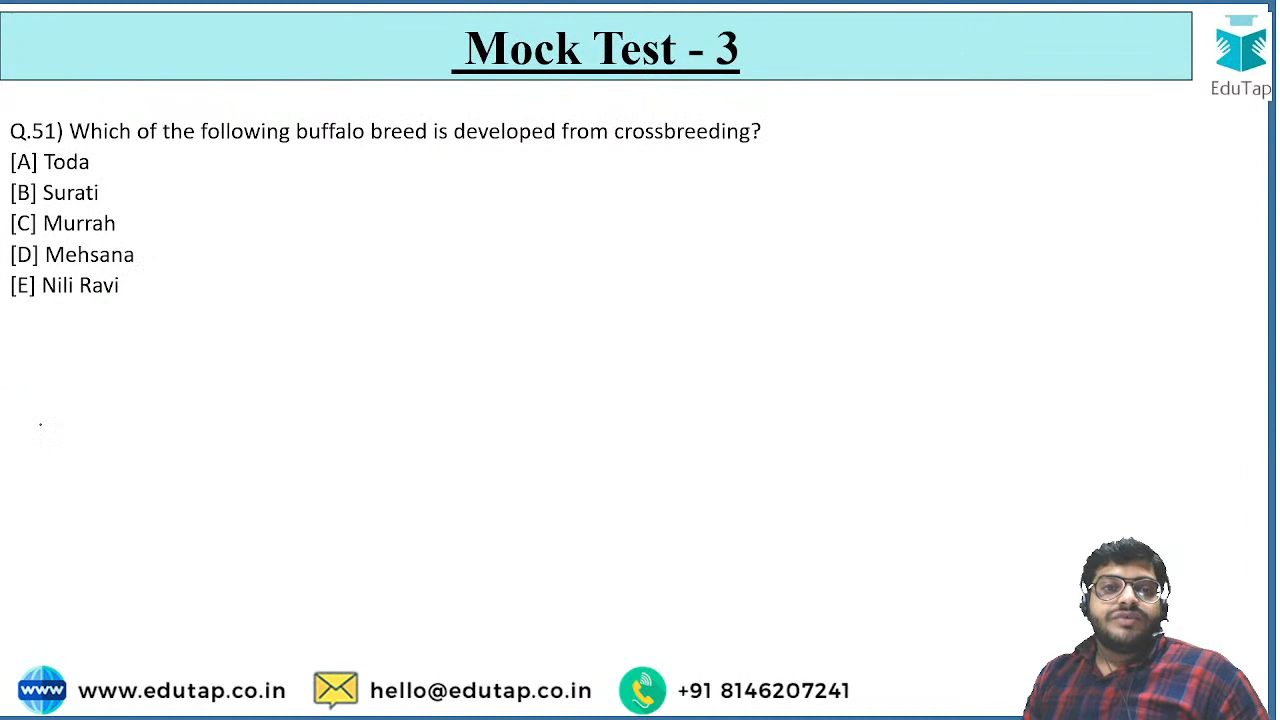 Mock Test - 3
EduTap
Q.51) Which of the following buffalo breed is developed from crossbreeding?
[A] Toda
[B] Surati
[C] Murrah
[D] Mehsana
[E] Nili Ravi
www www.edutap.co.in hello@edutap.co.in +91 8146207241